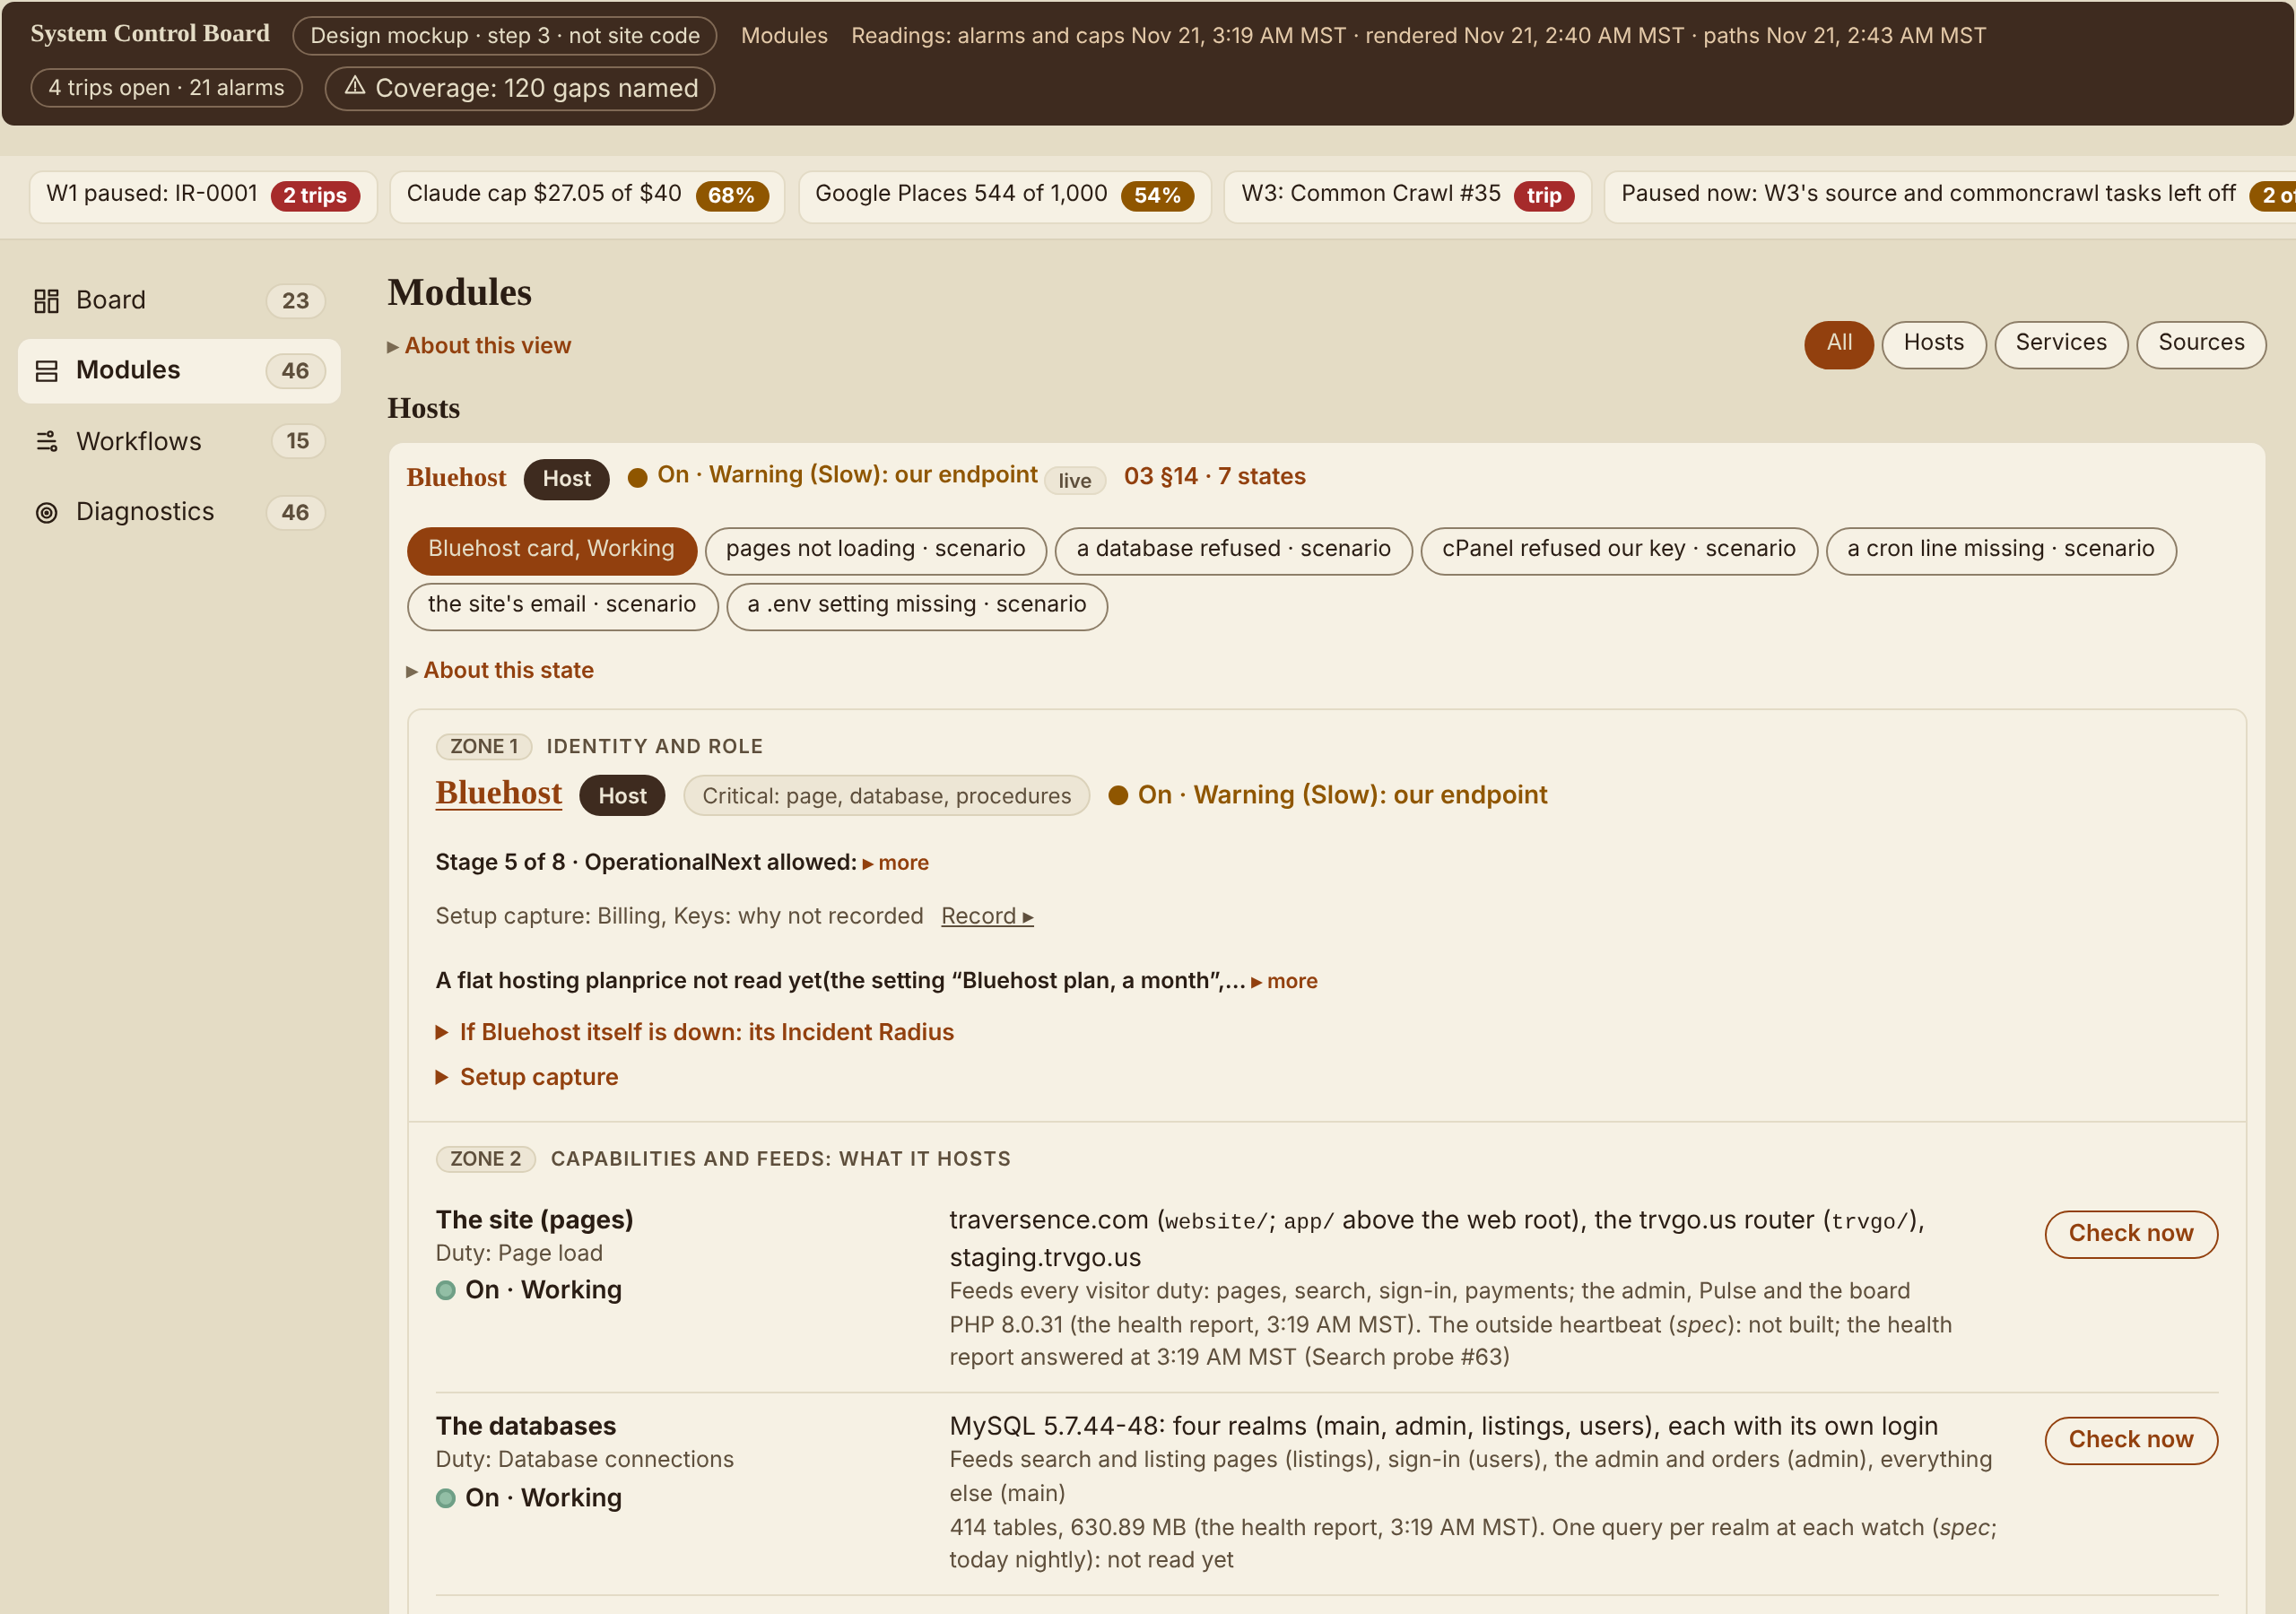 System Control Board Design mockup · step 3 · not site code Modules Readings: alarms and caps Nov 21, 3:19 AM MST · rendered Nov 21, 2:40 AM MST · paths Nov 21, 2:43 AM MST
4 trips open · 21 alarms ⚠ Coverage: 120 gaps named
W1 paused: IR-0001 2 trips Claude cap $27.05 of $40 68% Google Places 544 of 1,000 54% W3: Common Crawl #35 trip Paused now: W3's source and commoncrawl tasks left off 2 of
Board 23
Modules 46
Workflows 15
Diagnostics 46
Modules
▸ About this view
All Hosts Services Sources
Hosts
Bluehost Host On · Warning (Slow): our endpoint live 03 §14 · 7 states
Bluehost card, Working pages not loading · scenario a database refused · scenario cPanel refused our key · scenario a cron line missing · scenario
the site's email · scenario a .env setting missing · scenario
▸ About this state
ZONE 1 IDENTITY AND ROLE
Bluehost Host Critical: page, database, procedures On · Warning (Slow): our endpoint
Stage 5 of 8 · OperationalNext allowed: ▸ more
Setup capture: Billing, Keys: why not recorded Record ▸
A flat hosting planprice not read yet(the setting “Bluehost plan, a month”,… ▸ more
▶ If Bluehost itself is down: its Incident Radius
▶ Setup capture
ZONE 2 CAPABILITIES AND FEEDS: WHAT IT HOSTS
The site (pages)
Duty: Page load
On · Working
traversence.com (website/; app/ above the web root), the trvgo.us router (trvgo/),
staging.trvgo.us
Feeds every visitor duty: pages, search, sign-in, payments; the admin, Pulse and the board
PHP 8.0.31 (the health report, 3:19 AM MST). The outside heartbeat (spec): not built; the health
report answered at 3:19 AM MST (Search probe #63)
Check now
The databases
Duty: Database connections
On · Working
MySQL 5.7.44-48: four realms (main, admin, listings, users), each with its own login
Feeds search and listing pages (listings), sign-in (users), the admin and orders (admin), everything
else (main)
414 tables, 630.89 MB (the health report, 3:19 AM MST). One query per realm at each watch (spec;
today nightly): not read yet
Check now